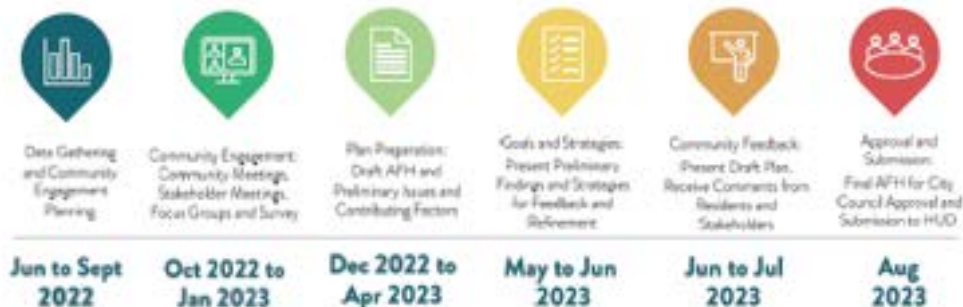 Data Gathering
and Community
Engagement
Planning
Community Engagement:
Community Meetings,
Stakeholder Meetings,
Focus Groups and Survey
Plan Preparation:
Draft AFH and
Preliminary Issues and
Contributing Factors
Goals and Strategies:
Present Preliminary
Findings and Strategies
for Feedback and
Refinement
Community Feedback:
Present Draft Plan,
Receive Comments from
Residents and
Stakeholders
Approval and
Submission:
Final AFH for City
Council Approval and
Submission to HUD
Jun to Sept
2022
Oct 2022 to
Jan 2023
Dec 2022 to
Apr 2023
May to Jun
2023
Jun to Jul
2023
Aug
2023